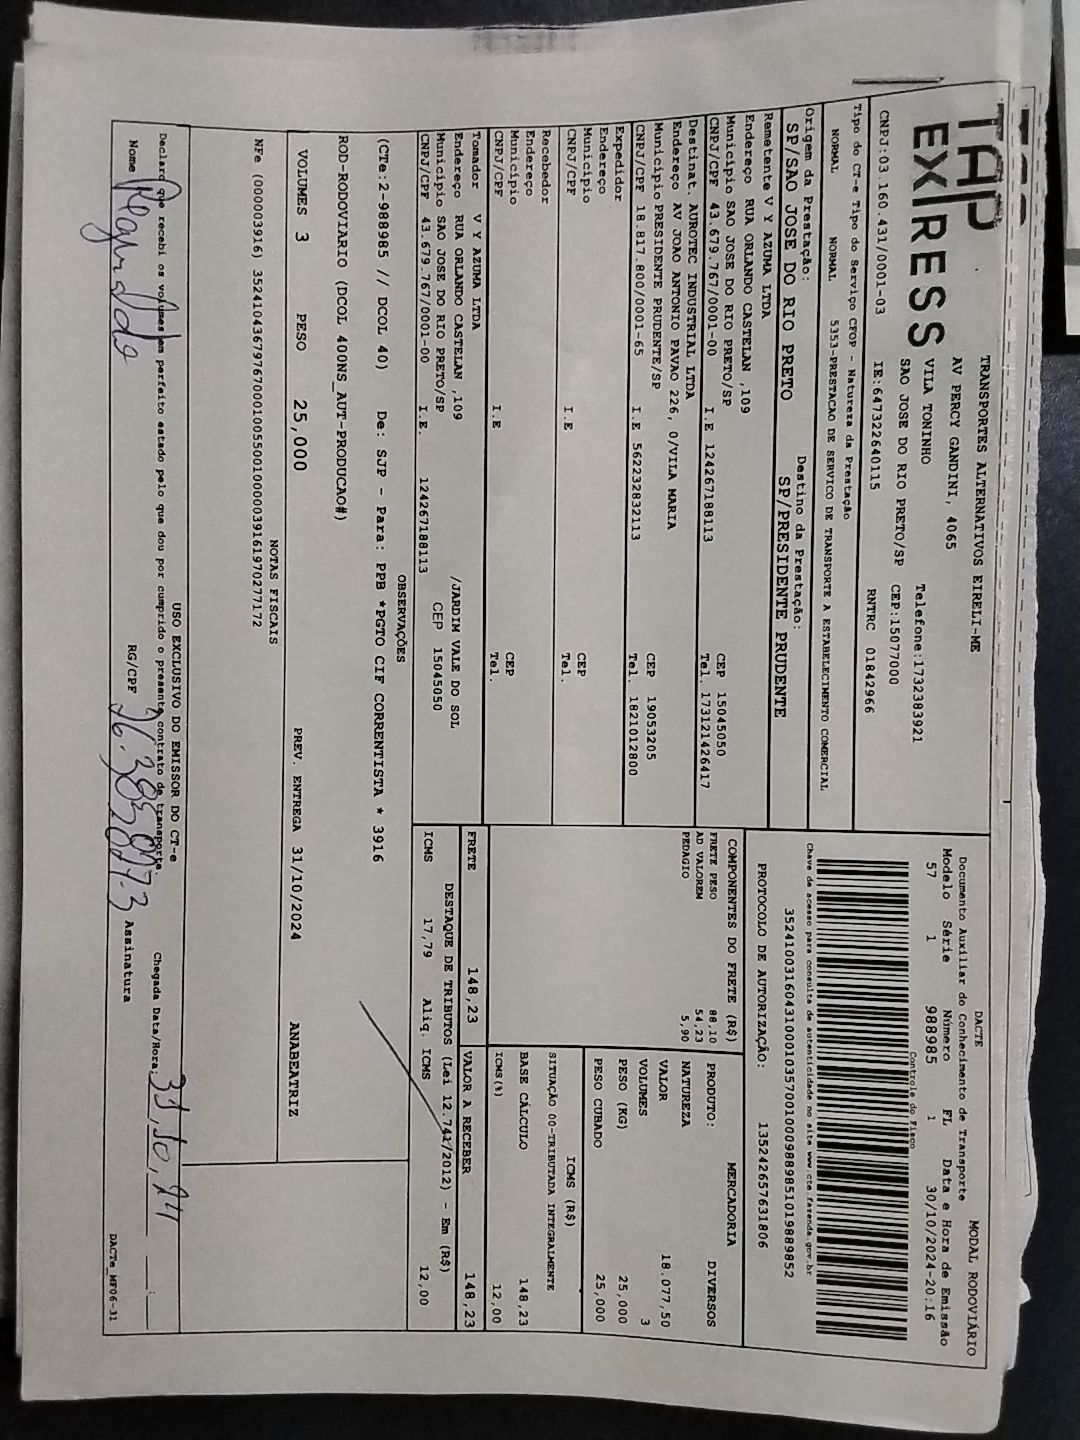 TAP
EXPRESS
TRANSPORTES ALTERNATIVOS EIRELI-ME
AV PERCY GANDINI, 4065
VILA TONINHO
Telefone:1732383921
SAO JOSE DO RIO PRETO/SP
CEP:15077000
CNPJ:03.160.431/0001-03
IE:647322640115
RNTRC 01842966
DACTE
MODAL RODOVIÁRIO
Documento Auxiliar do Conhecimento de Transporte
Modelo Série Número FL Data e Hora de Emissão
57 1 988985 1 30/10/2024-20:16
Controle do Fisco
Chave de acesso para consulta de autenticidade no site www.cte.fazenda.gov.br
PROTOCOLO DE AUTORIZAÇÃO: 135242657631806
Tipo do CT-e Tipo do Serviço CFOP - Natureza da Prestação
NORMAL NORMAL 5353-PRESTACAO DE SERVICO DE TRANSPORTE A ESTABELECIMENTO COMERCIAL
Origem da Prestação: Destino da Prestação:
SP/SAO JOSE DO RIO PRETO SP/PRESIDENTE PRUDENTE
Remetente V Y AZUMA LTDA
Endereço RUA ORLANDO CASTELAN ,109
Município SAO JOSE DO RIO PRETO/SP CEP 15045050
CNPJ/CPF 43.679.767/0001-00 I.E 124267188113 Tel. 173121426417
Destinat. AUROTEC INDUSTRIAL LTDA
Endereço AV JOAO ANTONIO PAVAO 226, 0/VILA MARIA
Município PRESIDENTE PRUDENTE/SP CEP 19053205
CNPJ/CPF 18.817.800/0001-65 I.E 562232832113 Tel. 1821012800
Expedidor
Endereço
Município CEP
CNPJ/CPF I.E Tel.
Recebedor
Endereço
Município CEP
CNPJ/CPF I.E Tel.
Tomador V Y AZUMA LTDA
Endereço RUA ORLANDO CASTELAN ,109 /JARDIM VALE DO SOL
Município SAO JOSE DO RIO PRETO/SP CEP 15045050
CNPJ/CPF 43.679.767/0001-00 I.E. 124267188113
COMPONENTES DO FRETE (R$)
FRETE PESO 88,10
AD VALOREM 54,23
PEDAGIO 5,90
MERCADORIA
PRODUTO: DIVERSOS
NATUREZA
VALOR 18.077,50
VOLUMES 3
PESO (KG) 25,000
PESO CUBADO 25,000
ICMS (R$)
SITUAÇÃO 00-TRIBUTADA INTEGRALMENTE
BASE CÁLCULO 148,23
ICMS(%) 12,00
FRETE 148,23 VALOR A RECEBER 148,23
DESTAQUE DE TRIBUTOS (Lei 12.741/2012) - Em (R$)
ICMS 17,79 Aliq. ICMS 12,00
OBSERVAÇÕES
(CTe:2-988985 // DCOL 40) De: SJP - Para: PPB *PGTO CIF CORRENTISTA * 3916
ROD-RODOVIARIO (DCOL 400NS_AUT-PRODUCAO#)
VOLUMES 3 PESO 25,000 PREV. ENTREGA 31/10/2024 ANABEATRIZ
NOTAS FISCAIS
NFe (000003916)
USO EXCLUSIVO DO EMISSOR DO CT-e
Declaro que recebi os volumes em perfeito estado pelo que dou por cumprido o presente contrato de transporte. Chegada Data/Hora: 31,10,24 :
Nome RG/CPF Assinatura
DACTe_MF06-31